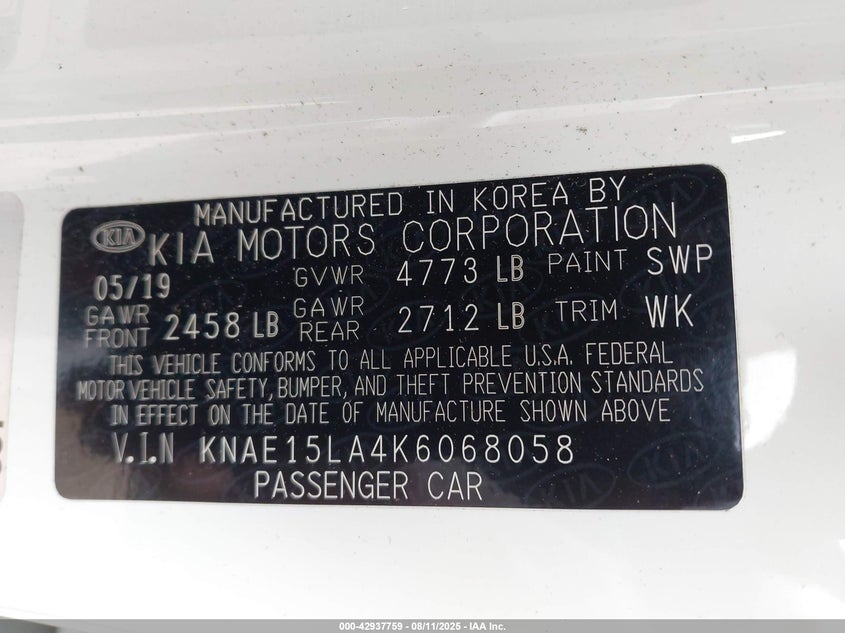 MANUFACTURED IN KOREA BY
KIA KIA MOTORS CORPORATION
05/19 GVWR 4773 LB PAINT SWP
GAWR FRONT 2458 LB GAWR REAR 2712 LB TRIM WK
THIS VEHICLE CONFORMS TO ALL APPLICABLE U.S.A. FEDERAL
MOTOR VEHICLE SAFETY, BUMPER, AND THEFT PREVENTION STANDARDS
IN EFFECT ON THE DATE OF MANUFACTURE SHOWN ABOVE
V.I.N KNAE15LA4K6068058
PASSENGER CAR
000-42937759 - 08/11/2025 - IAA Inc.